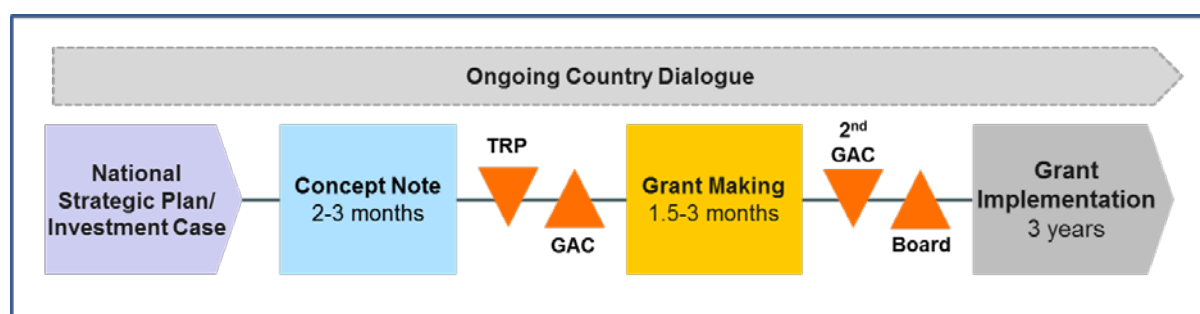 Ongoing Country Dialogue
National
Strategic Plan/
Investment Case
Concept Note
2-3 months
TRP
GAC
Grant Making
1.5-3 months
2nd
GAC
Board
Grant
Implementation
3 years